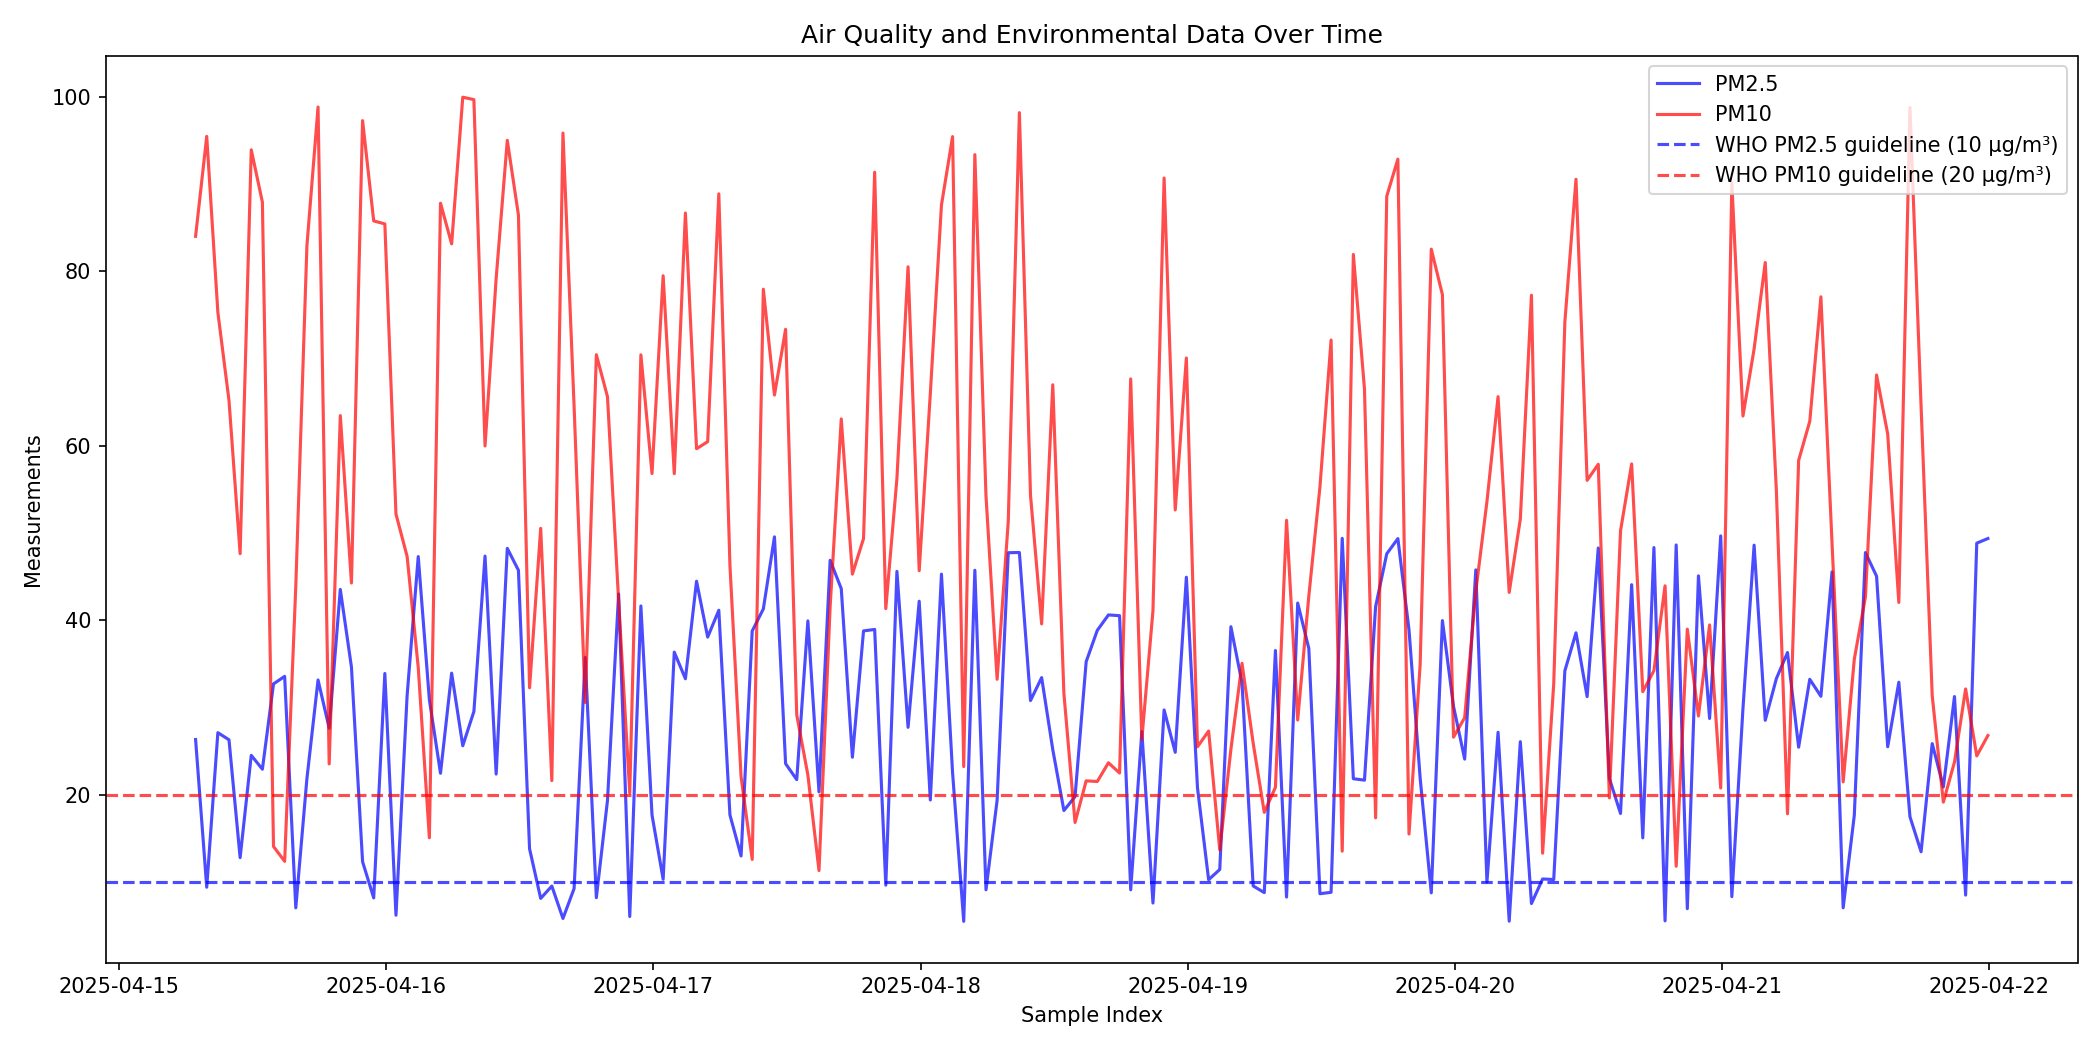 Air Quality and Environmental Data Over Time
PM2.5
PM10
WHO PM2.5 guideline (10 µg/m³)
WHO PM10 guideline (20 µg/m³)
100
80
60
40
20
Measurements
2025-04-15 2025-04-16 2025-04-17 2025-04-18 2025-04-19 2025-04-20 2025-04-21 2025-04-22
Sample Index